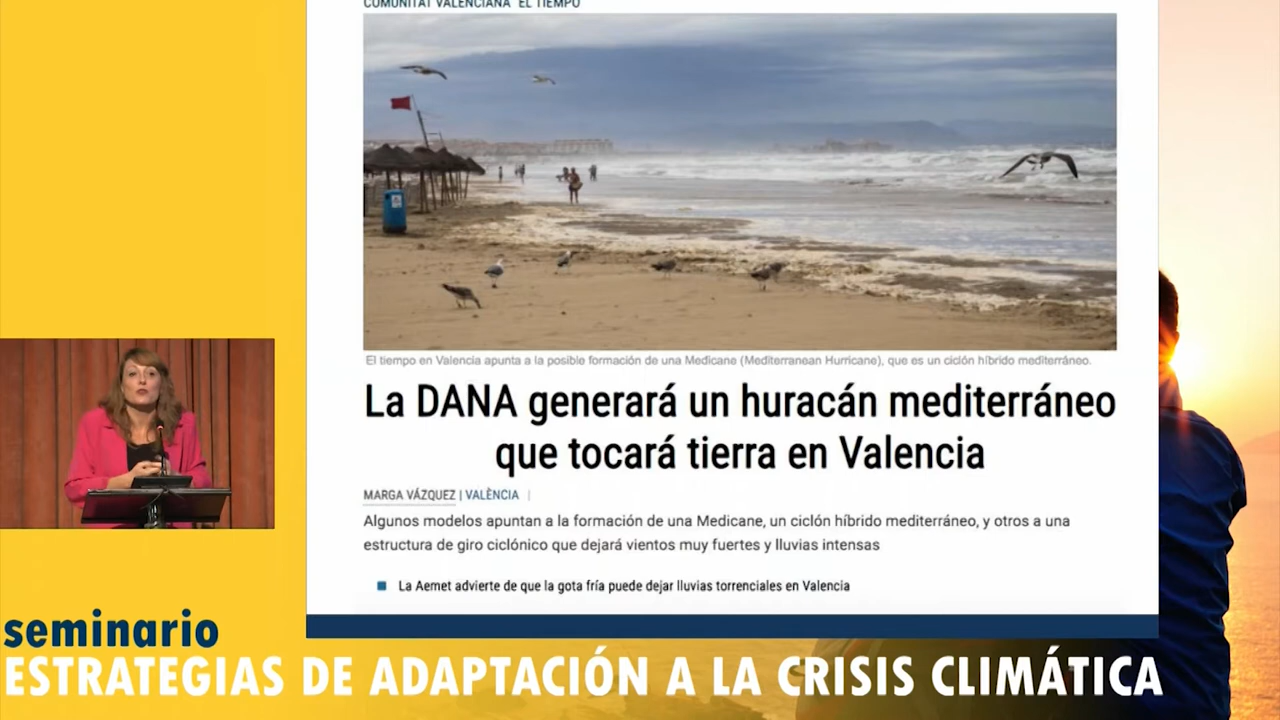 COMUNITAT VALENCIANA EL TIEMPO
El tiempo en Valencia apunta a la posible formación de una Medicane (Mediterranean Hurricane), que es un ciclón híbrido mediterráneo.
La DANA generará un huracán mediterráneo
que tocará tierra en Valencia
MARGA VÁZQUEZ | VALÈNCIA |
Algunos modelos apuntan a la formación de una Medicane, un ciclón híbrido mediterráneo, y otros a una
estructura de giro ciclónico que dejará vientos muy fuertes y lluvias intensas
La Aemet advierte de que la gota fría puede dejar lluvias torrenciales en Valencia
seminario
ESTRATEGIAS DE ADAPTACIÓN A LA CRISIS CLIMÁTICA